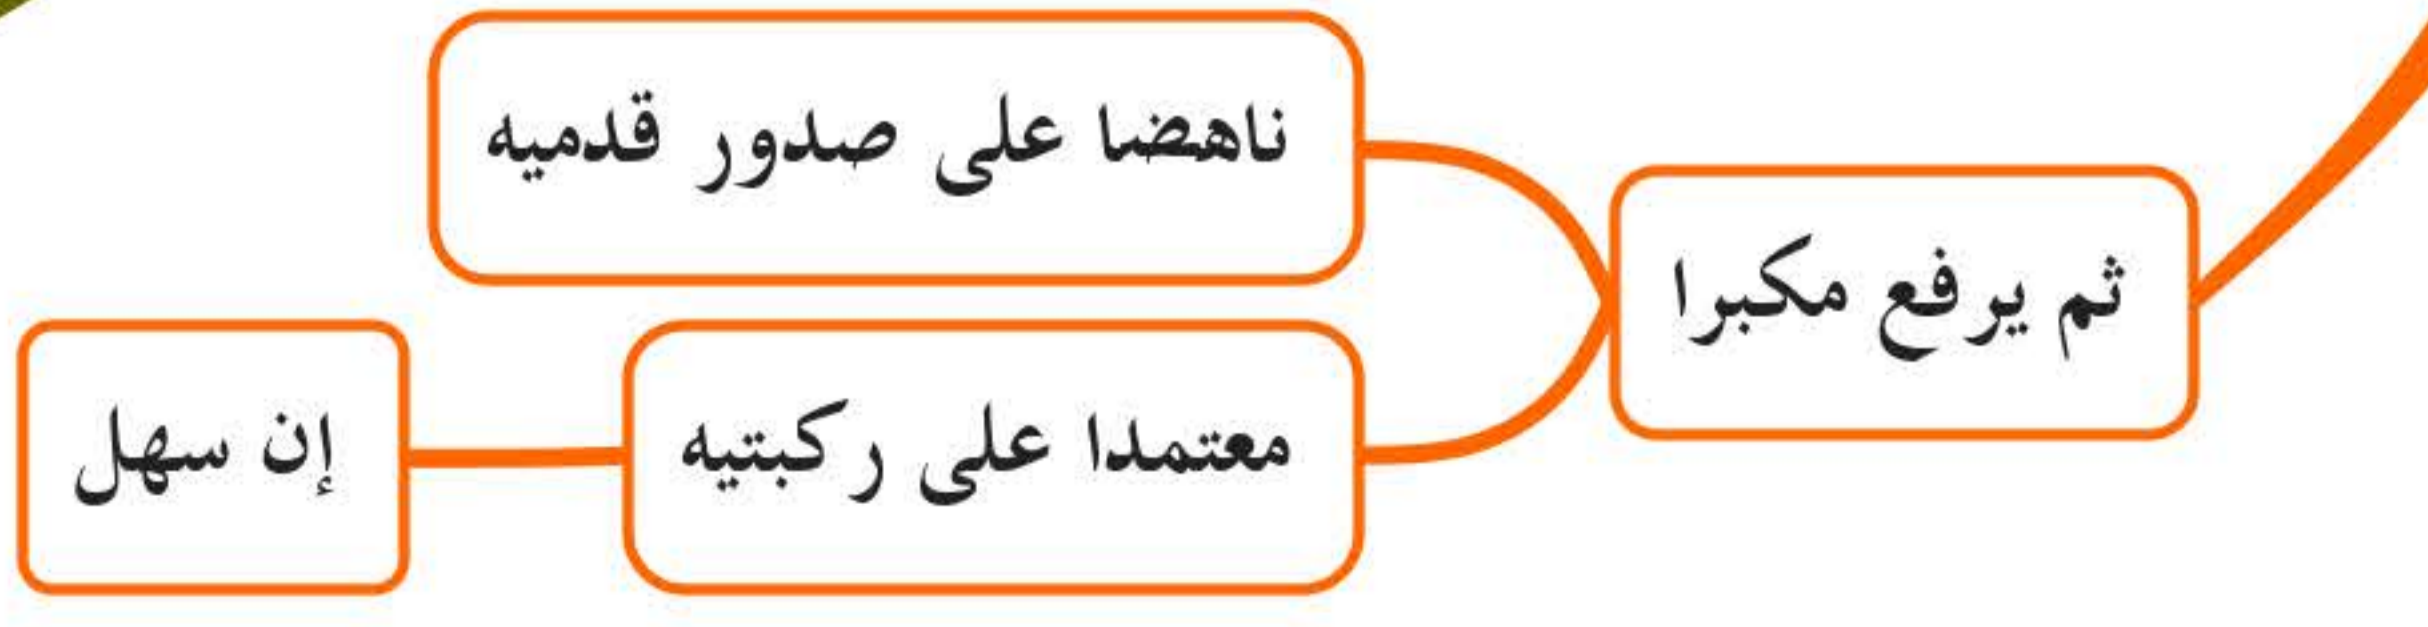 ثم يرفع مكبرا
ناهضا على صدور قدميه
معتمدا على ركبتيه
إن سهل